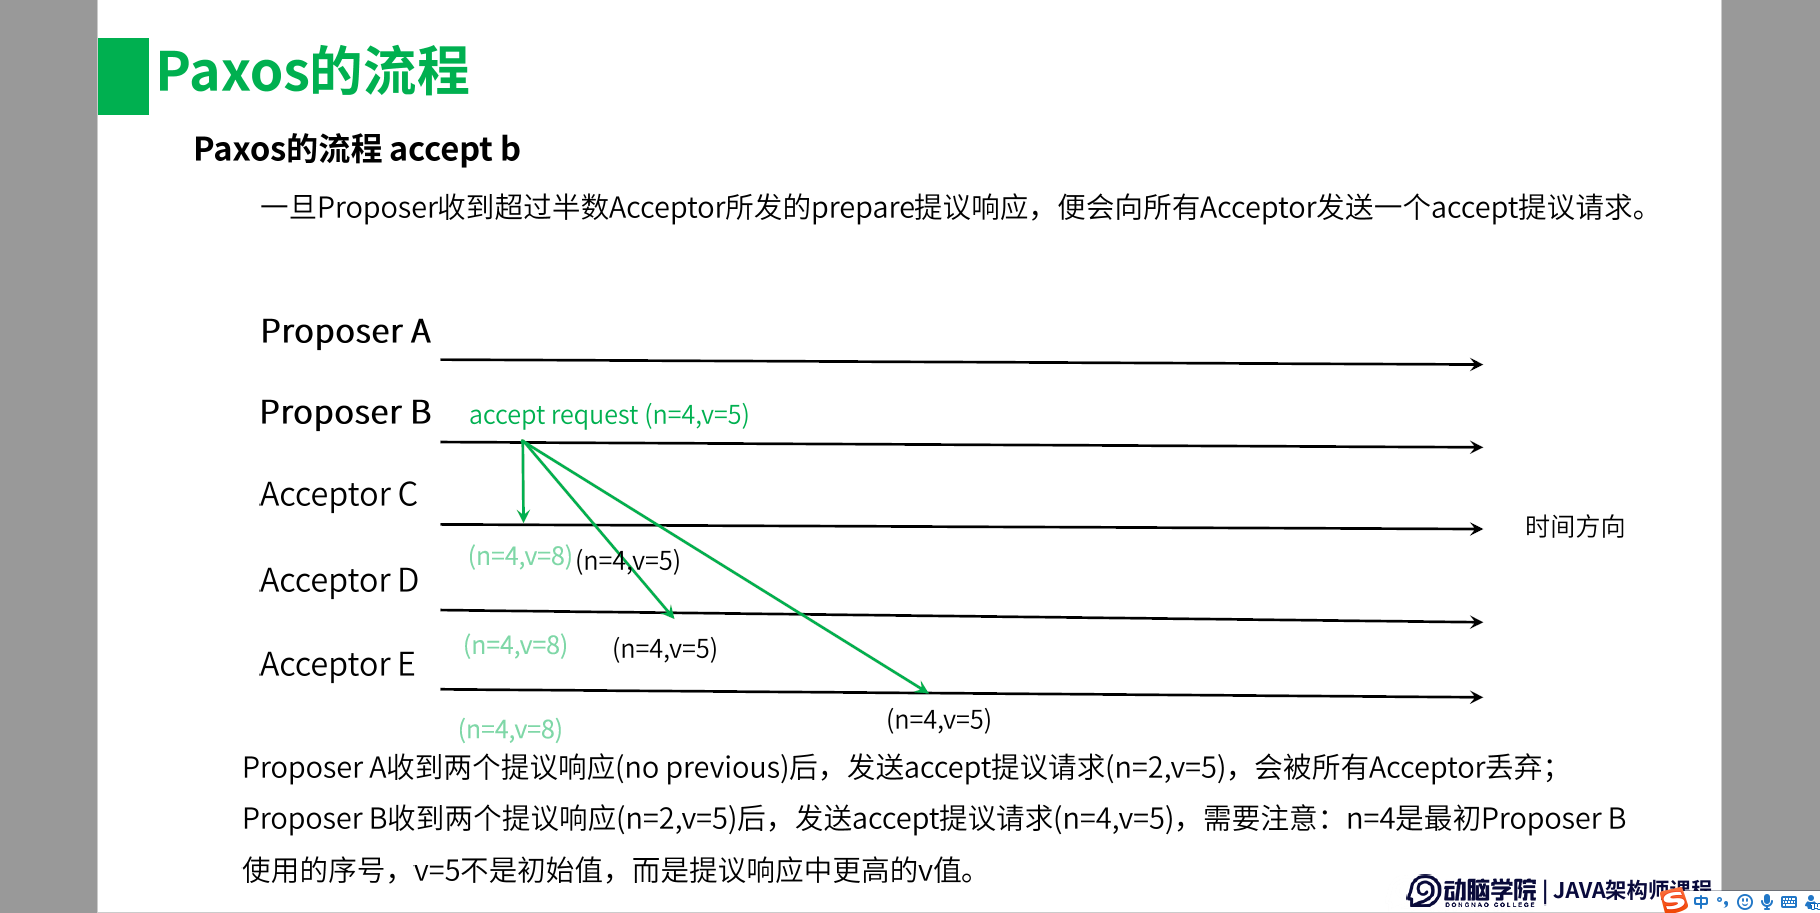 Paxos的流程
Paxos的流程 accept b
一旦Proposer收到超过半数Acceptor所发的prepare提议响应，便会向所有Acceptor发送一个accept提议请求。
Proposer A
Proposer B
accept request (n=4,v=5)
Acceptor C
时间方向
(n=4,v=8)
(n=4,v=5)
Acceptor D
(n=4,v=8)
(n=4,v=5)
Acceptor E
(n=4,v=8)
(n=4,v=5)
Proposer A收到两个提议响应(no previous)后，发送accept提议请求(n=2,v=5)，会被所有Acceptor丢弃；
Proposer B收到两个提议响应(n=2,v=5)后，发送accept提议请求(n=4,v=5)，需要注意：n=4是最初Proposer B
使用的序号，v=5不是初始值，而是提议响应中更高的v值。
动脑学院 | JAVA架构师课程
DONGNAO COLLEGE
S 中